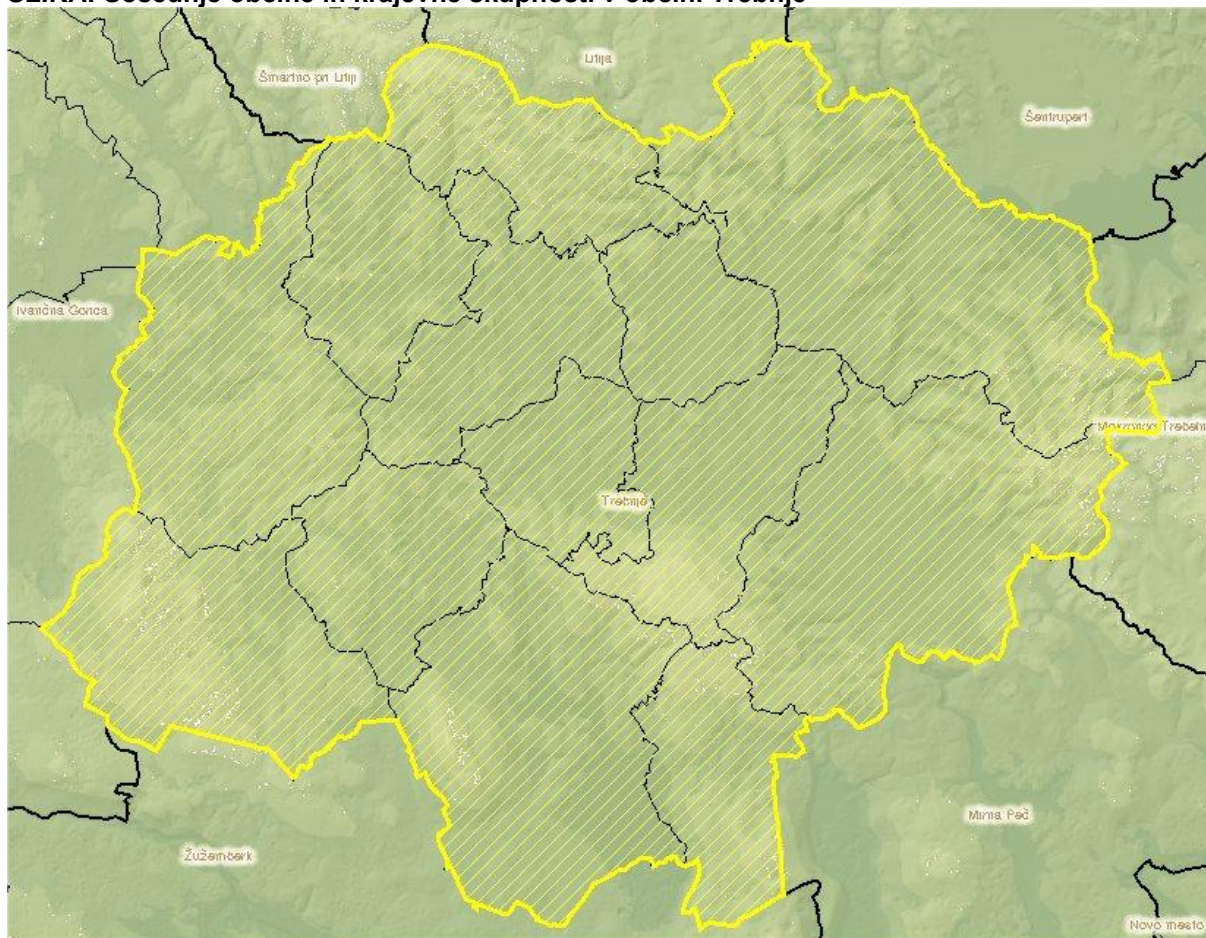 Litija
Šmartno pri Litiji
Šentrupert
Ivančna Gorica
Trebnje
Mirna Peč
Žužemberk
Novo mesto